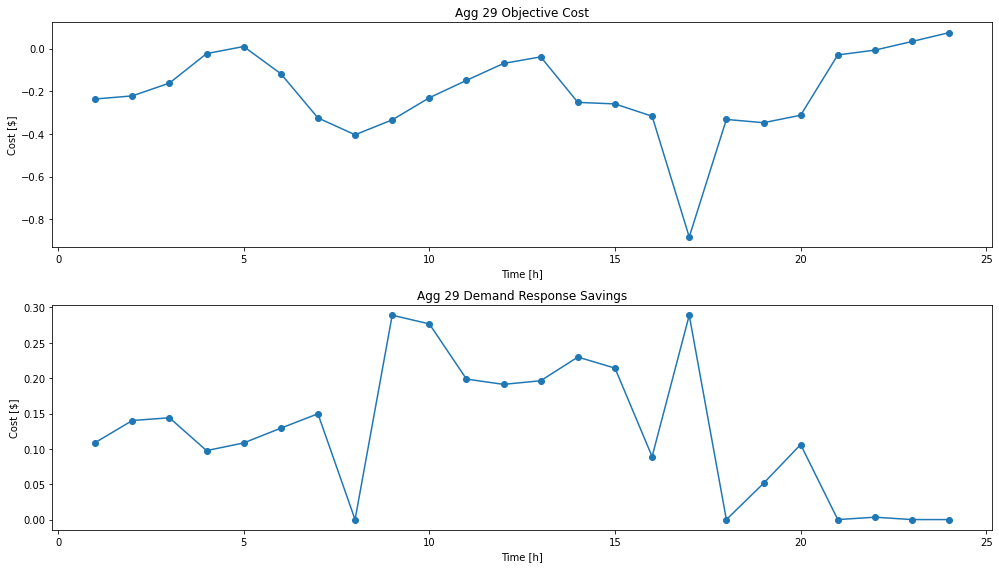 Agg 29 Objective Cost
0.0
−0.2
−0.4
−0.6
−0.8
Cost [$]
0 5 10 15 20 25
Time [h]
Agg 29 Demand Response Savings
0.30
0.25
0.20
0.15
0.10
0.05
0.00
Cost [$]
0 5 10 15 20 25
Time [h]